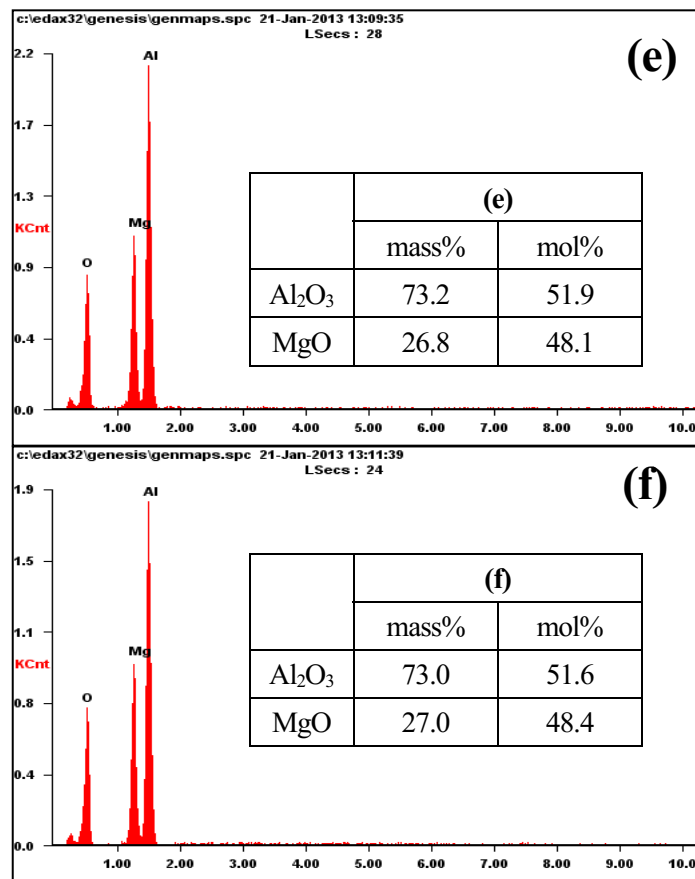 c:\edax32\genesis\genmaps.spc 21-Jan-2013 13:09:35
LSecs : 28
(e)
2.2
1.7
1.3
KCnt
0.9
0.4
0.0
O
Mg
Al
(e)
mass% mol%
Al₂O₃ 73.2 51.9
MgO 26.8 48.1
1.00 2.00 3.00 4.00 5.00 6.00 7.00 8.00 9.00 10.0
c:\edax32\genesis\genmaps.spc 21-Jan-2013 13:11:39
LSecs : 24
(f)
1.9
1.5
1.1
KCnt
0.8
0.4
0.0
O
Mg
Al
(f)
mass% mol%
Al₂O₃ 73.0 51.6
MgO 27.0 48.4
1.00 2.00 3.00 4.00 5.00 6.00 7.00 8.00 9.00 10.0